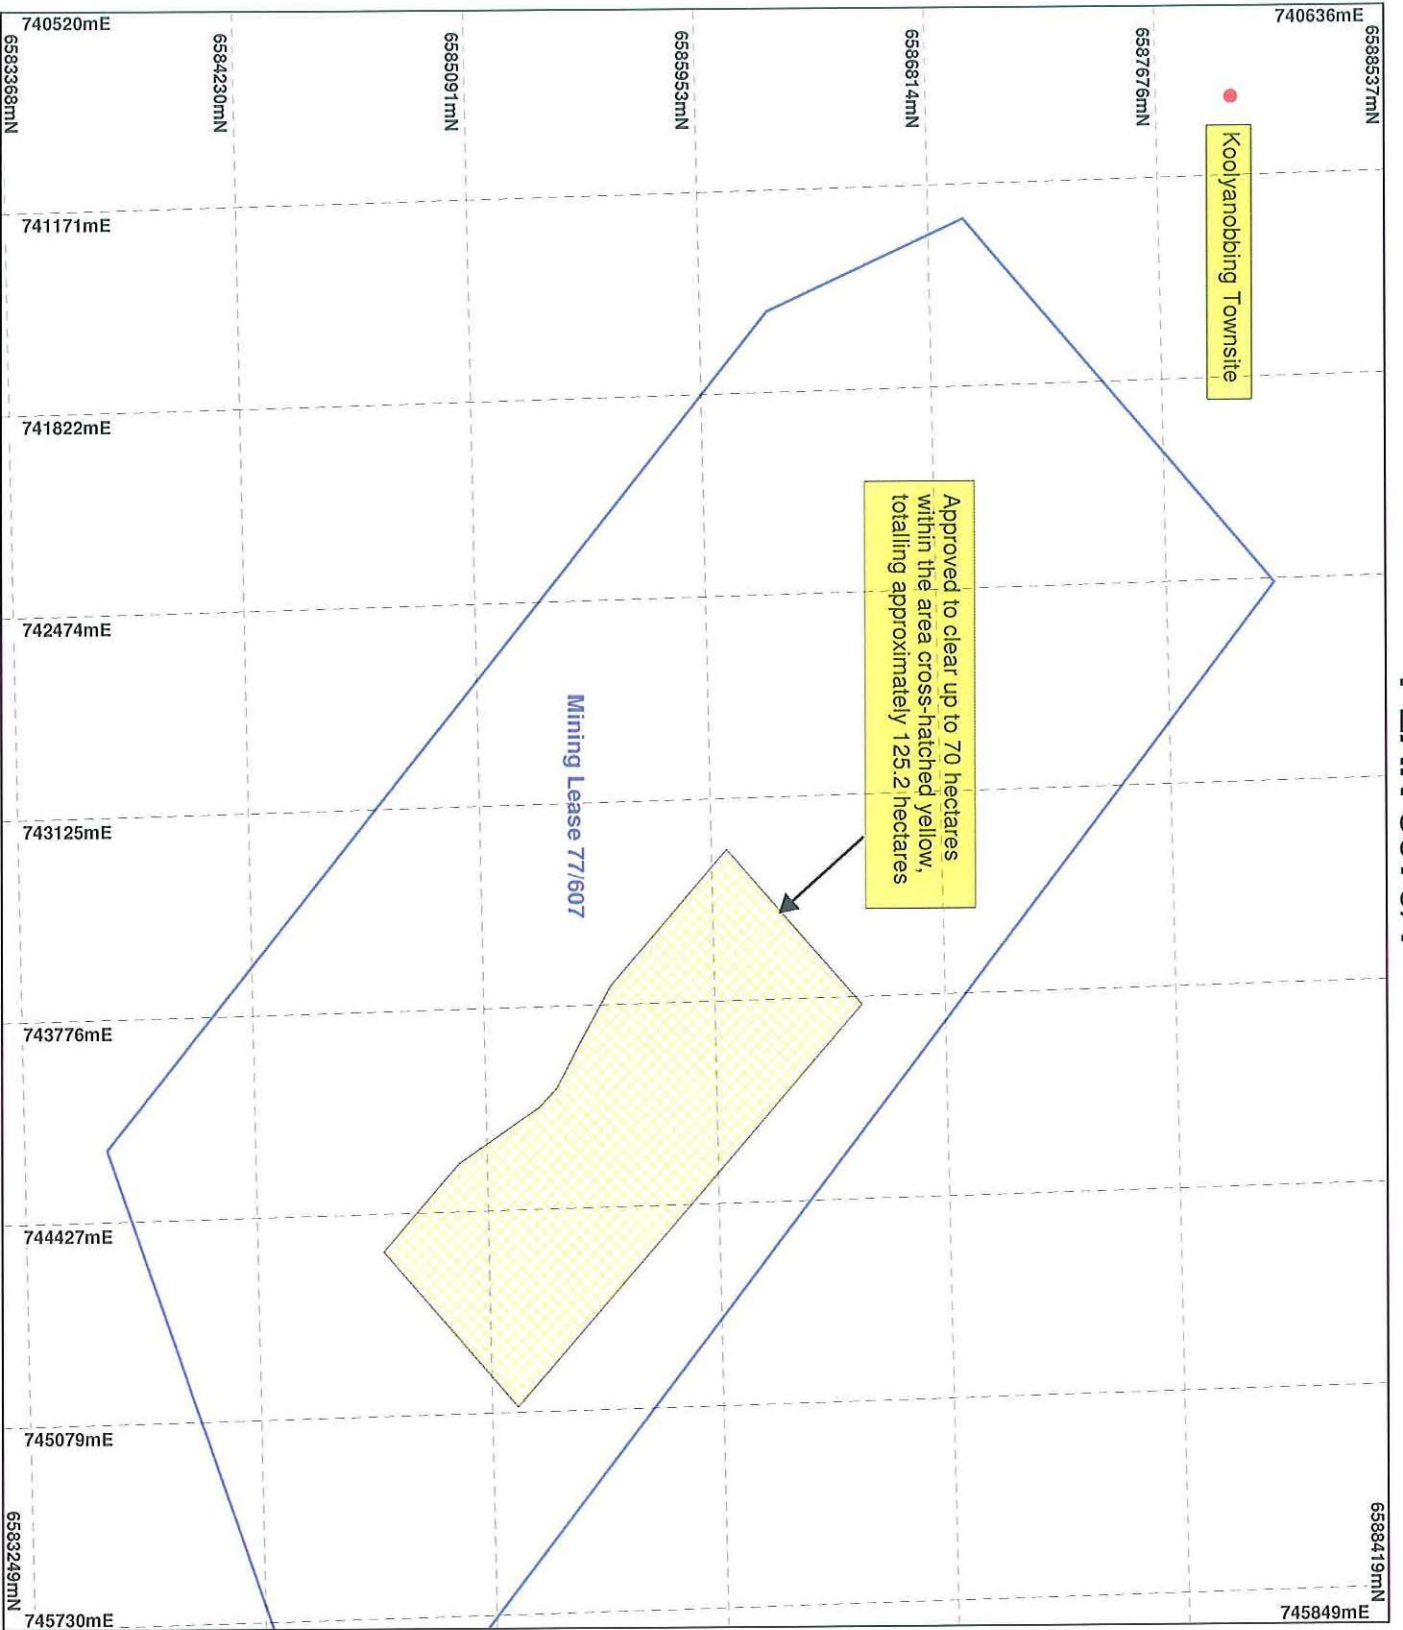 740520mE
740636mE
6583368mN
6584230mN
6585091mN
6585953mN
6586814mN
6587676mN
6588537mN
Koolyanobbing Townsite
741171mE
741822mE
Approved to clear up to 70 hectares
within the area cross-hatched yellow,
totalling approximately 125.2 hectares
742474mE
Mining Lease 77/607
743125mE
743776mE
744427mE
745079mE
6583249mN
6588419mN
745730mE
745849mE